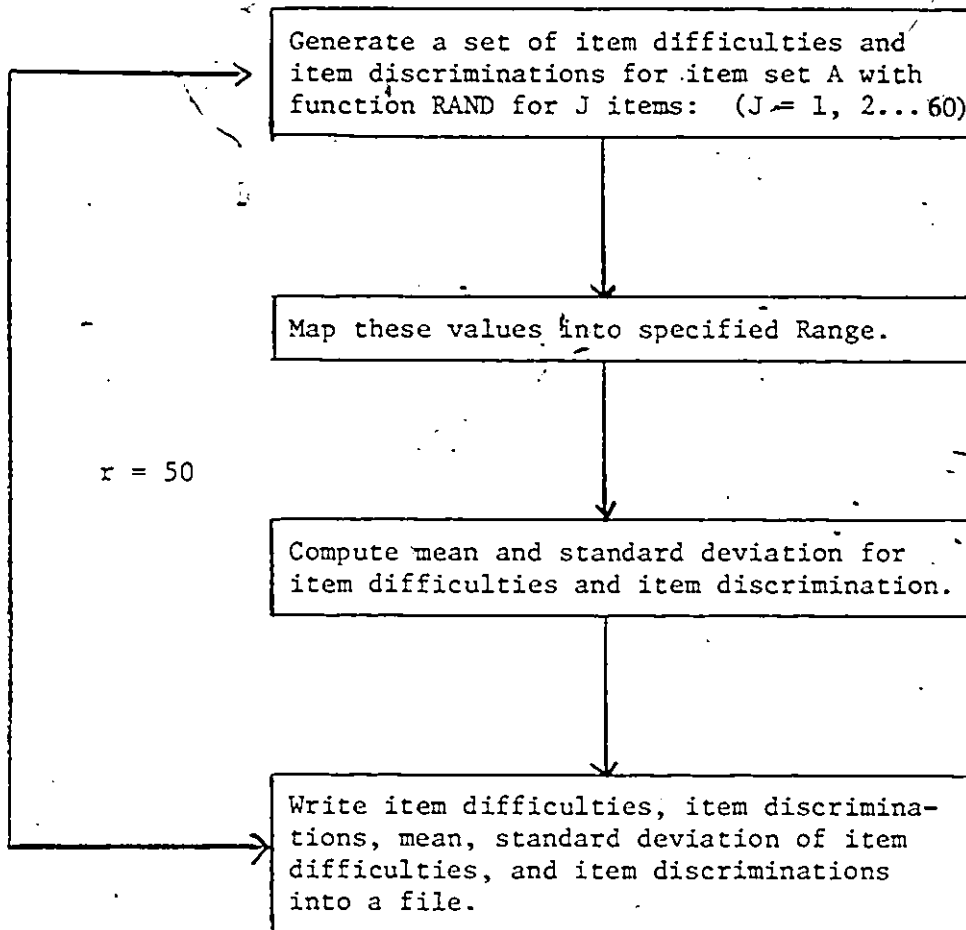 Generate a set of item difficulties and
item discriminations for item set A with
function RAND for J items: (J = 1, 2...60)
Map these values into specified Range.
r = 50
Compute mean and standard deviation for
item difficulties and item discrimination.
Write item difficulties, item discrimina-
tions, mean, standard deviation of item
difficulties, and item discriminations
into a file.